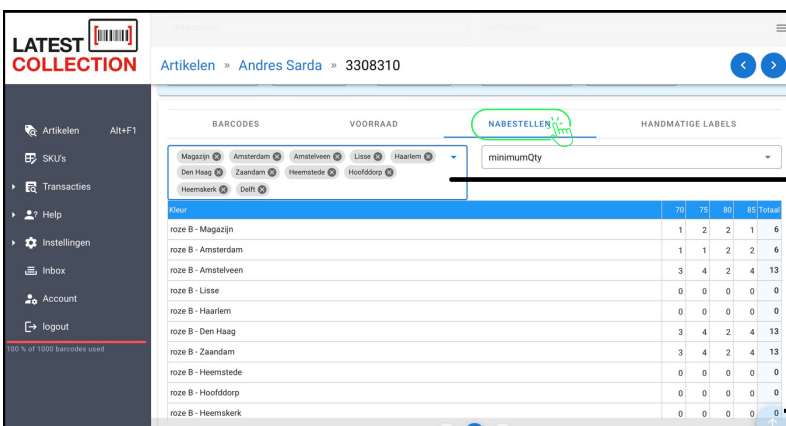 LATEST
COLLECTION
Artikelen » Andres Sarda » 3308310
Artikelen Alt+F1
SKU's
Transacties
Help
Instellingen
Inbox
Account
logout
100 % of 1000 barcodes used
BARCODES VOORRAAD NABESTELLEN HANDMATIGE LABELS
Magazijn Amsterdam Amstelveen Lisse Haarlem
Den Haag Zaandam Heemstede Hoofddorp
Heemskerk Delft
minimumQty
Kleur 70 75 80 85 Totaal
roze B - Magazijn 1 2 2 1 6
roze B - Amsterdam 1 1 2 2 6
roze B - Amstelveen 3 4 2 4 13
roze B - Lisse 0 0 0 0 0
roze B - Haarlem 0 0 0 0 0
roze B - Den Haag 3 4 2 4 13
roze B - Zaandam 3 4 2 4 13
roze B - Heemstede 0 0 0 0 0
roze B - Hoofddorp 0 0 0 0 0
roze B - Heemskerk 0 0 0 0 0